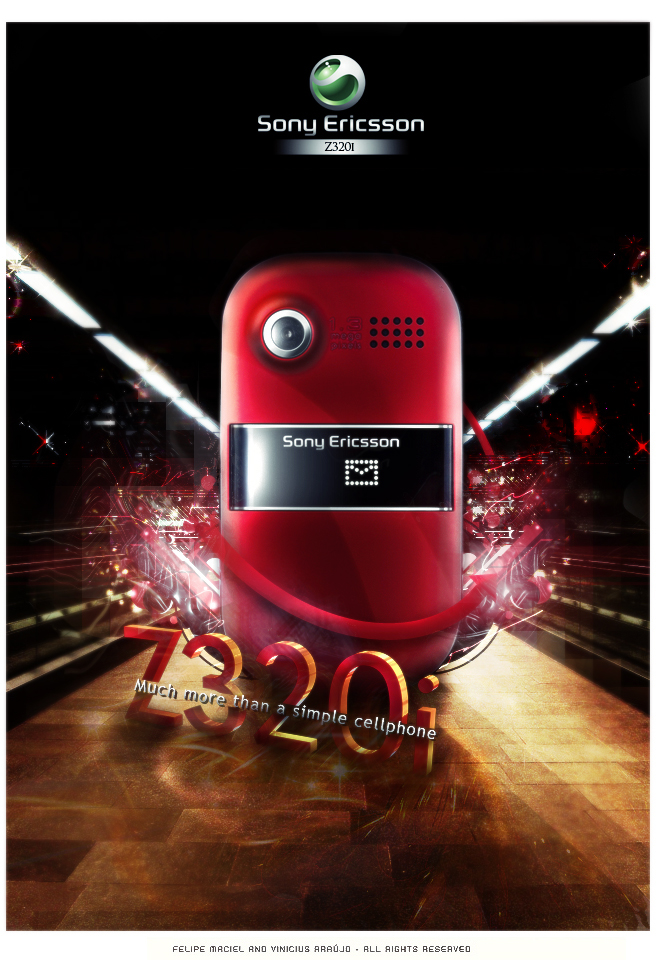 Sony Ericsson
Z320i
Sony Ericsson
Z320i
Much more than a simple cellphone
FELIPE MACIEL AND VINICIUS ARAÚJO - ALL RIGHTS RESERVED